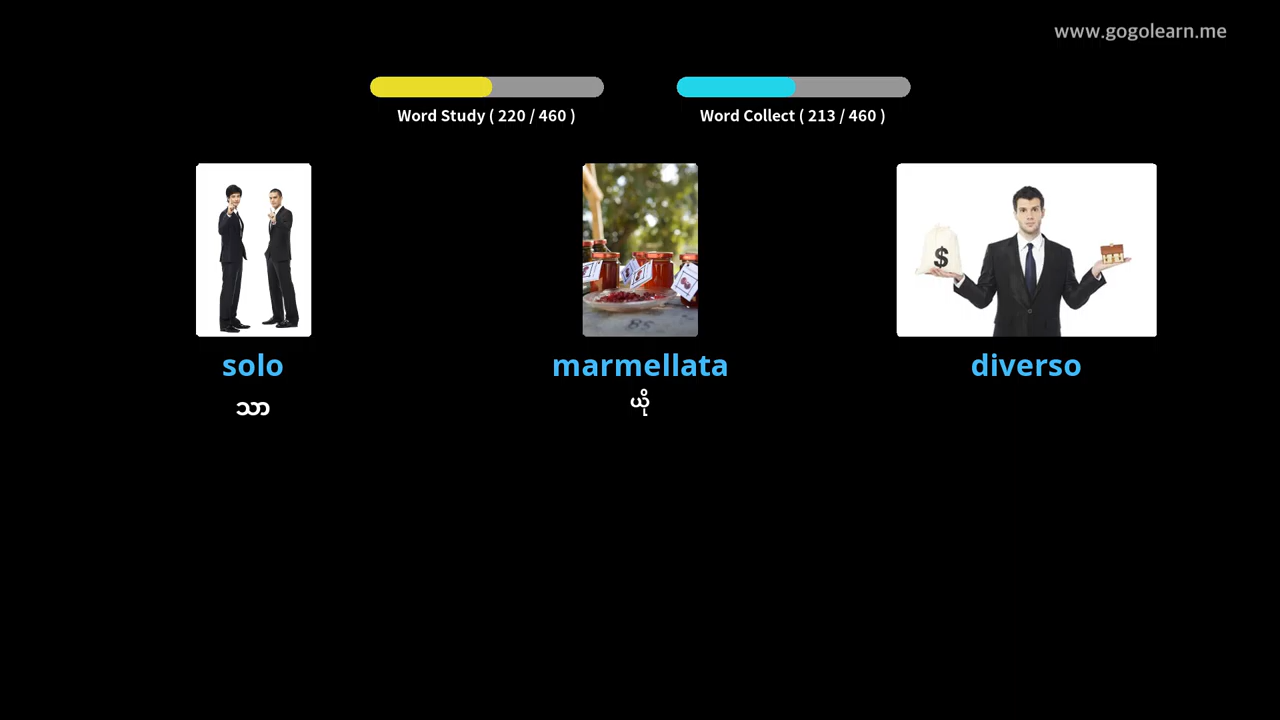 www.gogolearn.me
Word Study ( 220 / 460 )
Word Collect ( 213 / 460 )
$
solo
marmellata
diverso
သာ
ယို